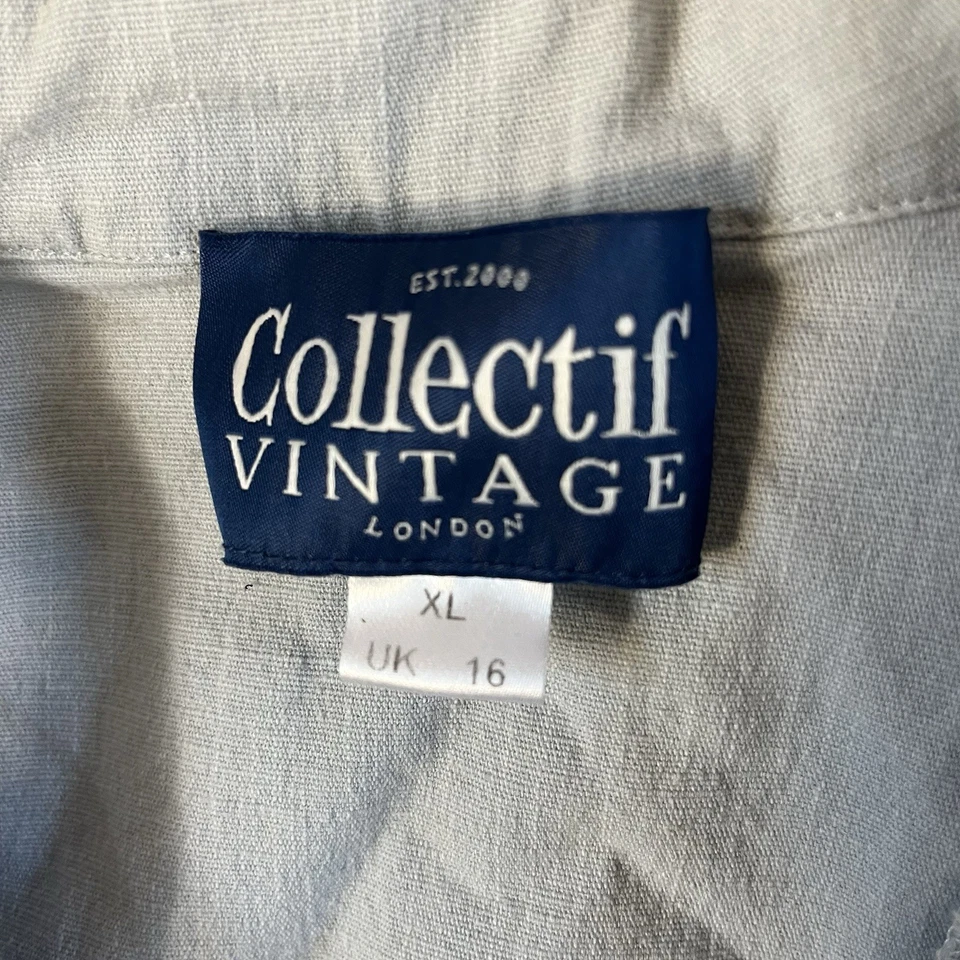 EST.2000
Collectif
VINTAGE
LONDON
XL
UK 16